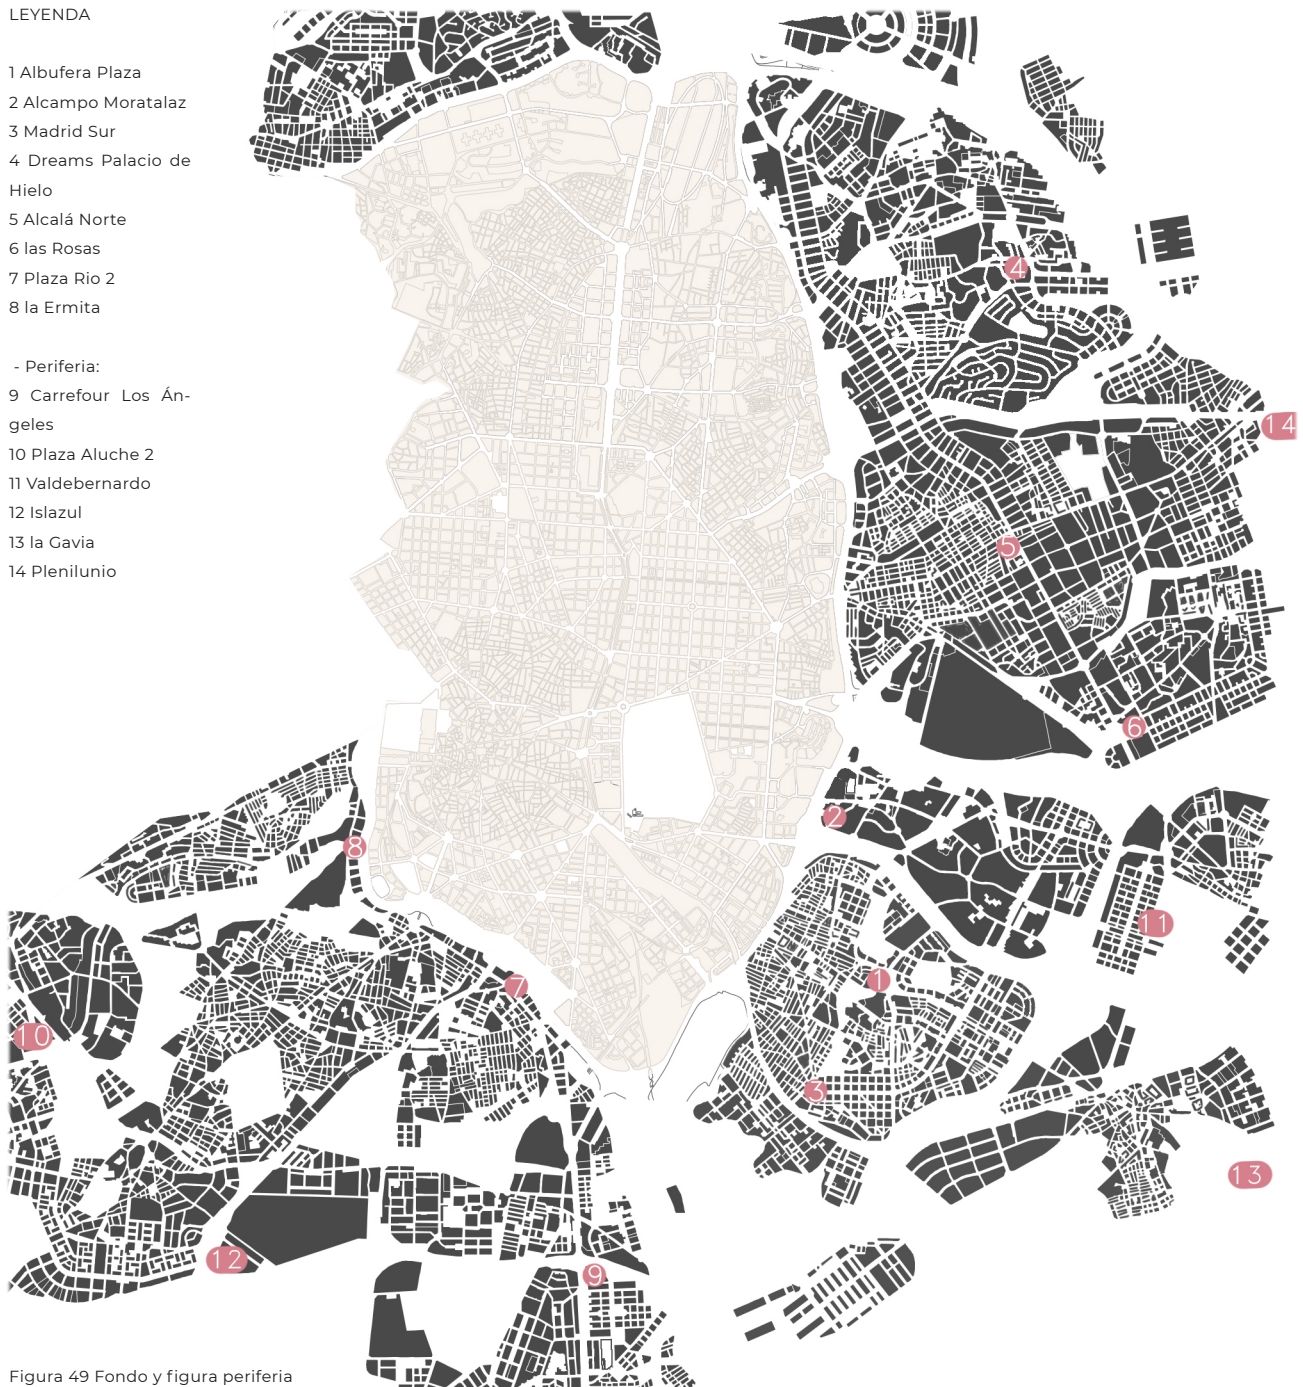 LEYENDA
1 Albufera Plaza
2 Alcampo Moratalaz
3 Madrid Sur
4 Dreams Palacio de
Hielo
5 Alcalá Norte
6 las Rosas
7 Plaza Rio 2
8 la Ermita
- Periferia:
9 Carrefour Los Án-
geles
10 Plaza Aluche 2
11 Valdebernardo
12 Islazul
13 la Gavia
14 Plenilunio
4
14
5
6
2
8
11
1
7
10
3
13
12
9
Figura 49 Fondo y figura periferia